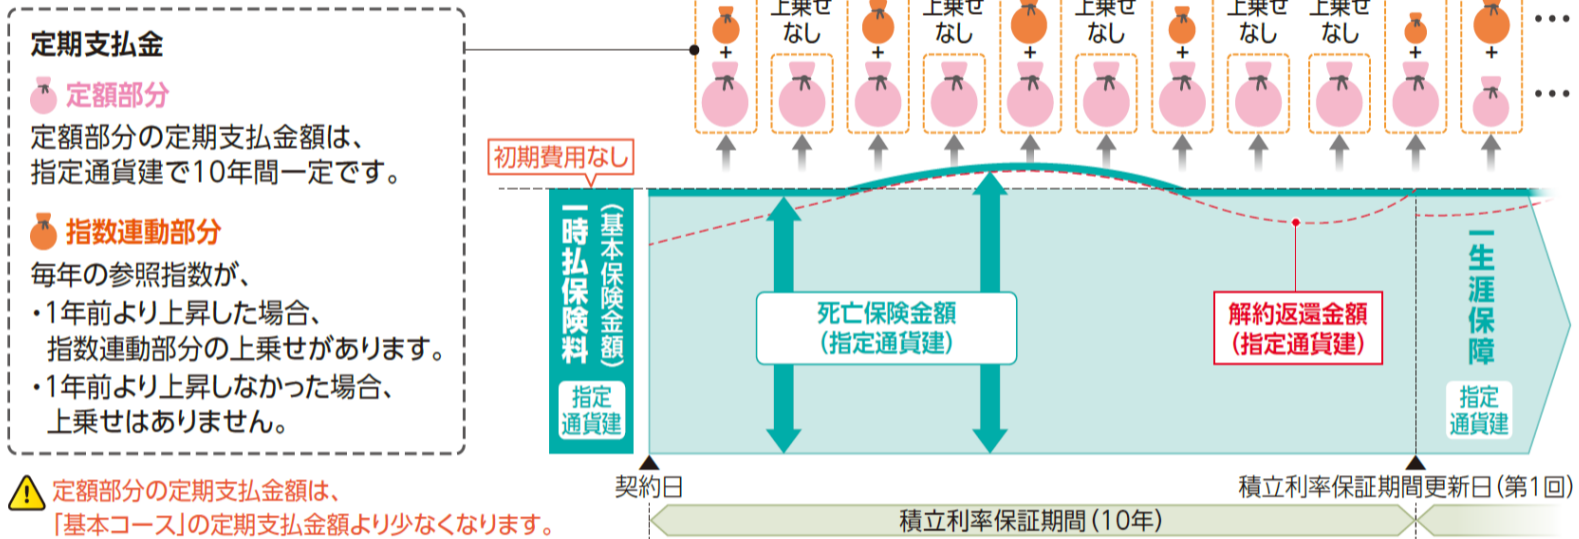 上乗せ
なし
上乗せ
なし
上乗せ
なし
上乗せ
なし
上乗せ
なし
定期支払金
定額部分
定額部分の定期支払金額は、
指定通貨建で10年間一定です。
指数連動部分
毎年の参照指数が、
・1年前より上昇した場合、
指数連動部分の上乗せがあります。
・1年前より上昇しなかった場合、
上乗せはありません。
定額部分の定期支払金額は、
「基本コース」の定期支払金額より少なくなります。
+
+
+
+
+
+
…
…
初期費用なし
一時払保険料
(基本保険金額)
指定
通貨建
死亡保険金額
(指定通貨建)
解約返還金額
(指定通貨建)
一生涯保障
指定
通貨建
契約日
積立利率保証期間更新日(第1回)
積立利率保証期間(10年)